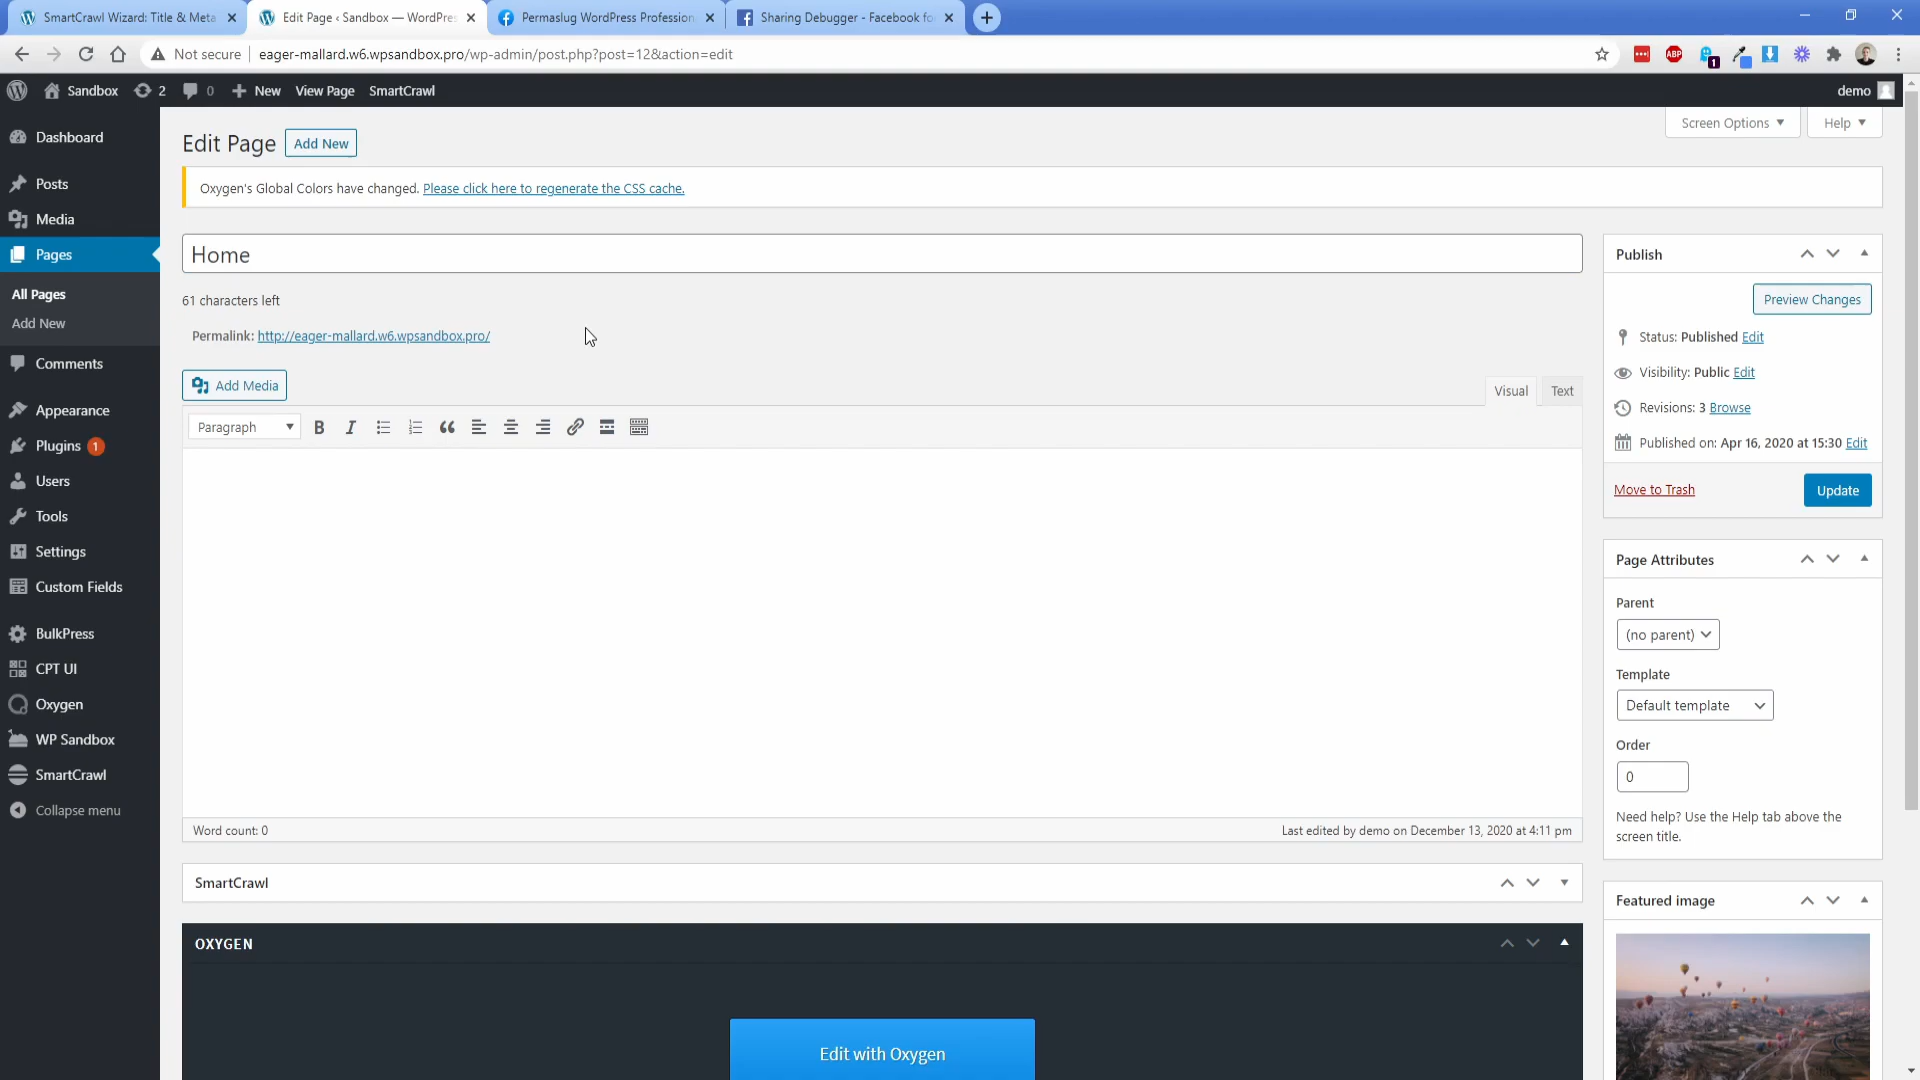 SmartCrawl Wizard: Title & Meta
Edit Page ‹ Sandbox — WordPres
Permaslug WordPress Profession
Sharing Debugger - Facebook fo
Not secure
eager-mallard.w6.wpsandbox.pro/wp-admin/post.php?post=12&action=edit
ABP
1
Sandbox
2
0
New
View Page
SmartCrawl
demo
Dashboard
Posts
Media
Pages
All Pages
Add New
Comments
Appearance
Plugins 1
Users
Tools
Settings
Custom Fields
BulkPress
CPT UI
Oxygen
WP Sandbox
SmartCrawl
Collapse menu
Screen Options
Help
Edit Page
Add New
Oxygen's Global Colors have changed. Please click here to regenerate the CSS cache.
Home
61 characters left
Permalink: http://eager-mallard.w6.wpsandbox.pro/
Add Media
Visual
Text
Paragraph
Word count: 0
Last edited by demo on December 13, 2020 at 4:11 pm
SmartCrawl
OXYGEN
Edit with Oxygen
Publish
Preview Changes
Status: Published Edit
Visibility: Public Edit
Revisions: 3 Browse
Published on: Apr 16, 2020 at 15:30 Edit
Move to Trash
Update
Page Attributes
Parent
(no parent)
Template
Default template
Order
0
Need help? Use the Help tab above the
screen title.
Featured image